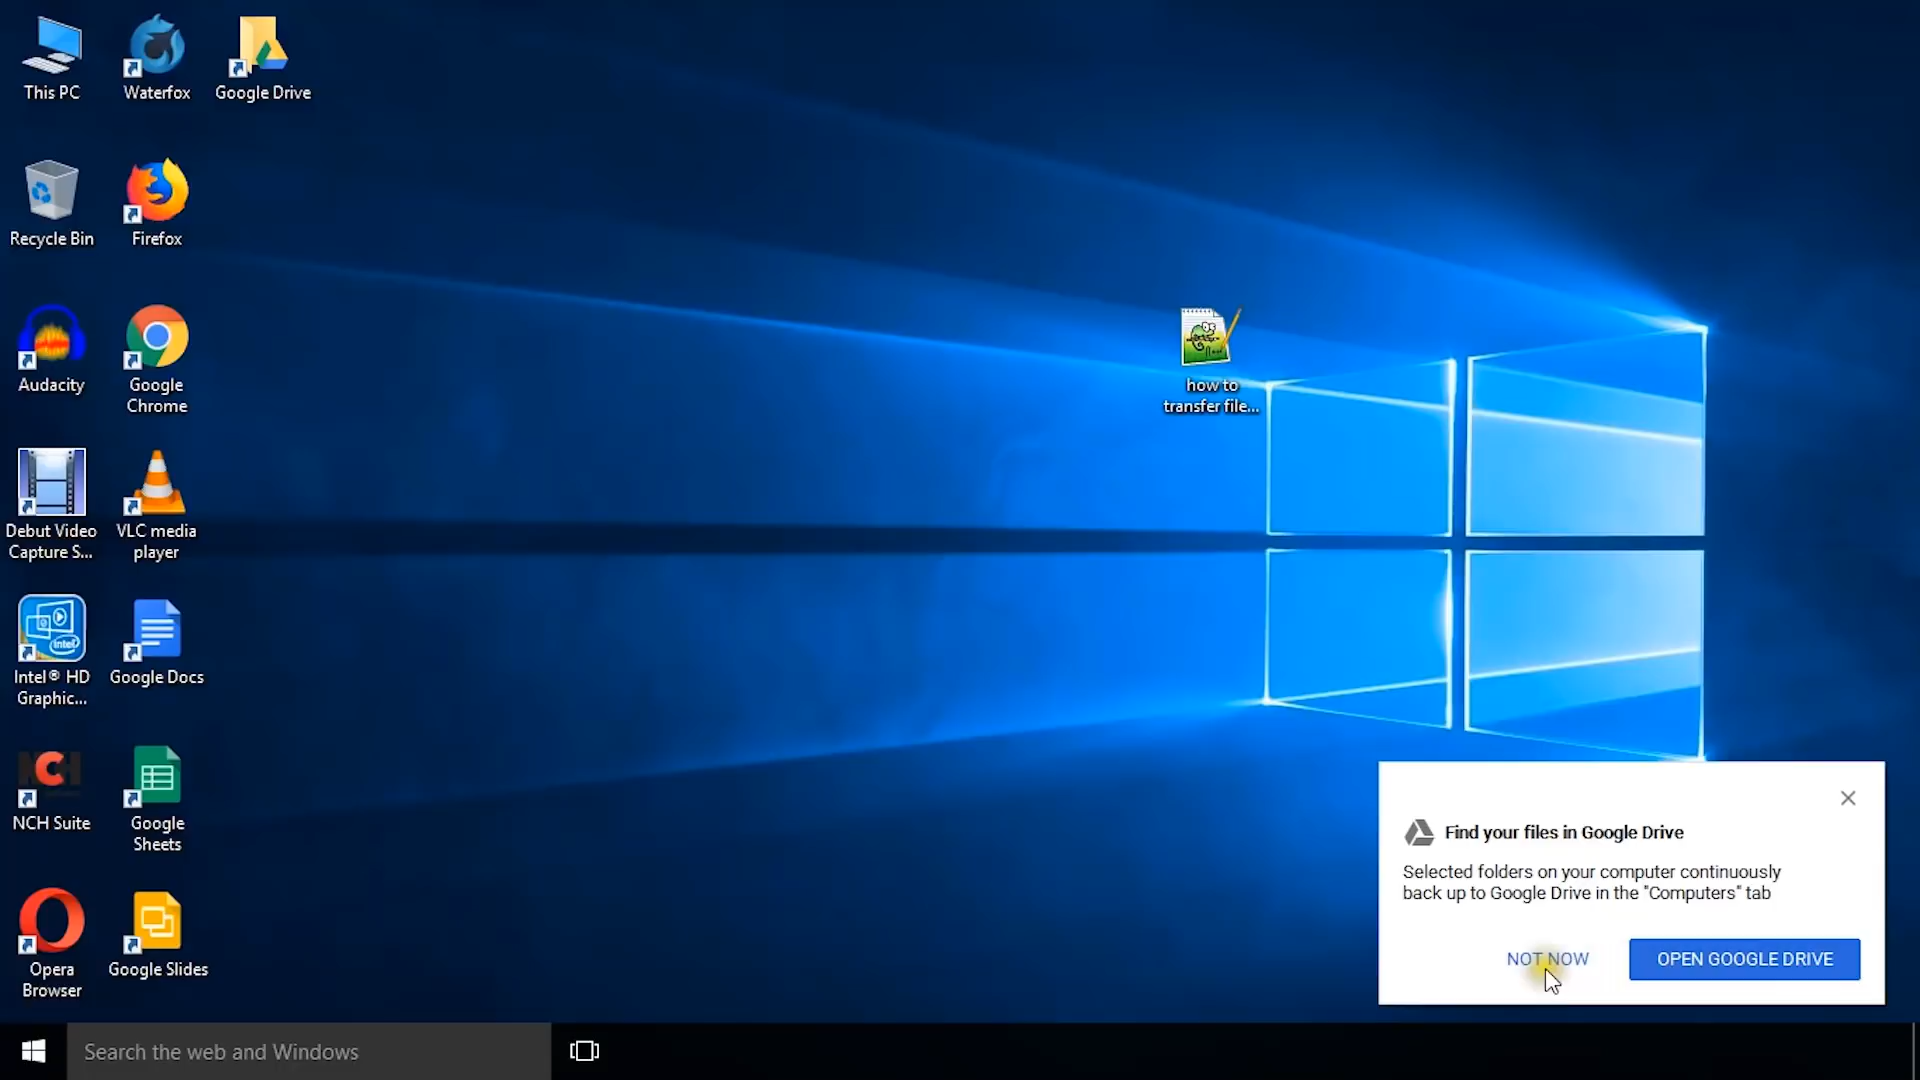 This PC
Waterfox
Google Drive
Recycle Bin
Firefox
Audacity
Google
Chrome
how to
transfer file...
Debut Video
Capture S...
VLC media
player
intel
Intel® HD
Graphic...
Google Docs
NCH
NCH Suite
Google
Sheets
Opera
Browser
Google Slides
Find your files in Google Drive
Selected folders on your computer continuously
back up to Google Drive in the "Computers" tab
NOT NOW
OPEN GOOGLE DRIVE
Search the web and Windows